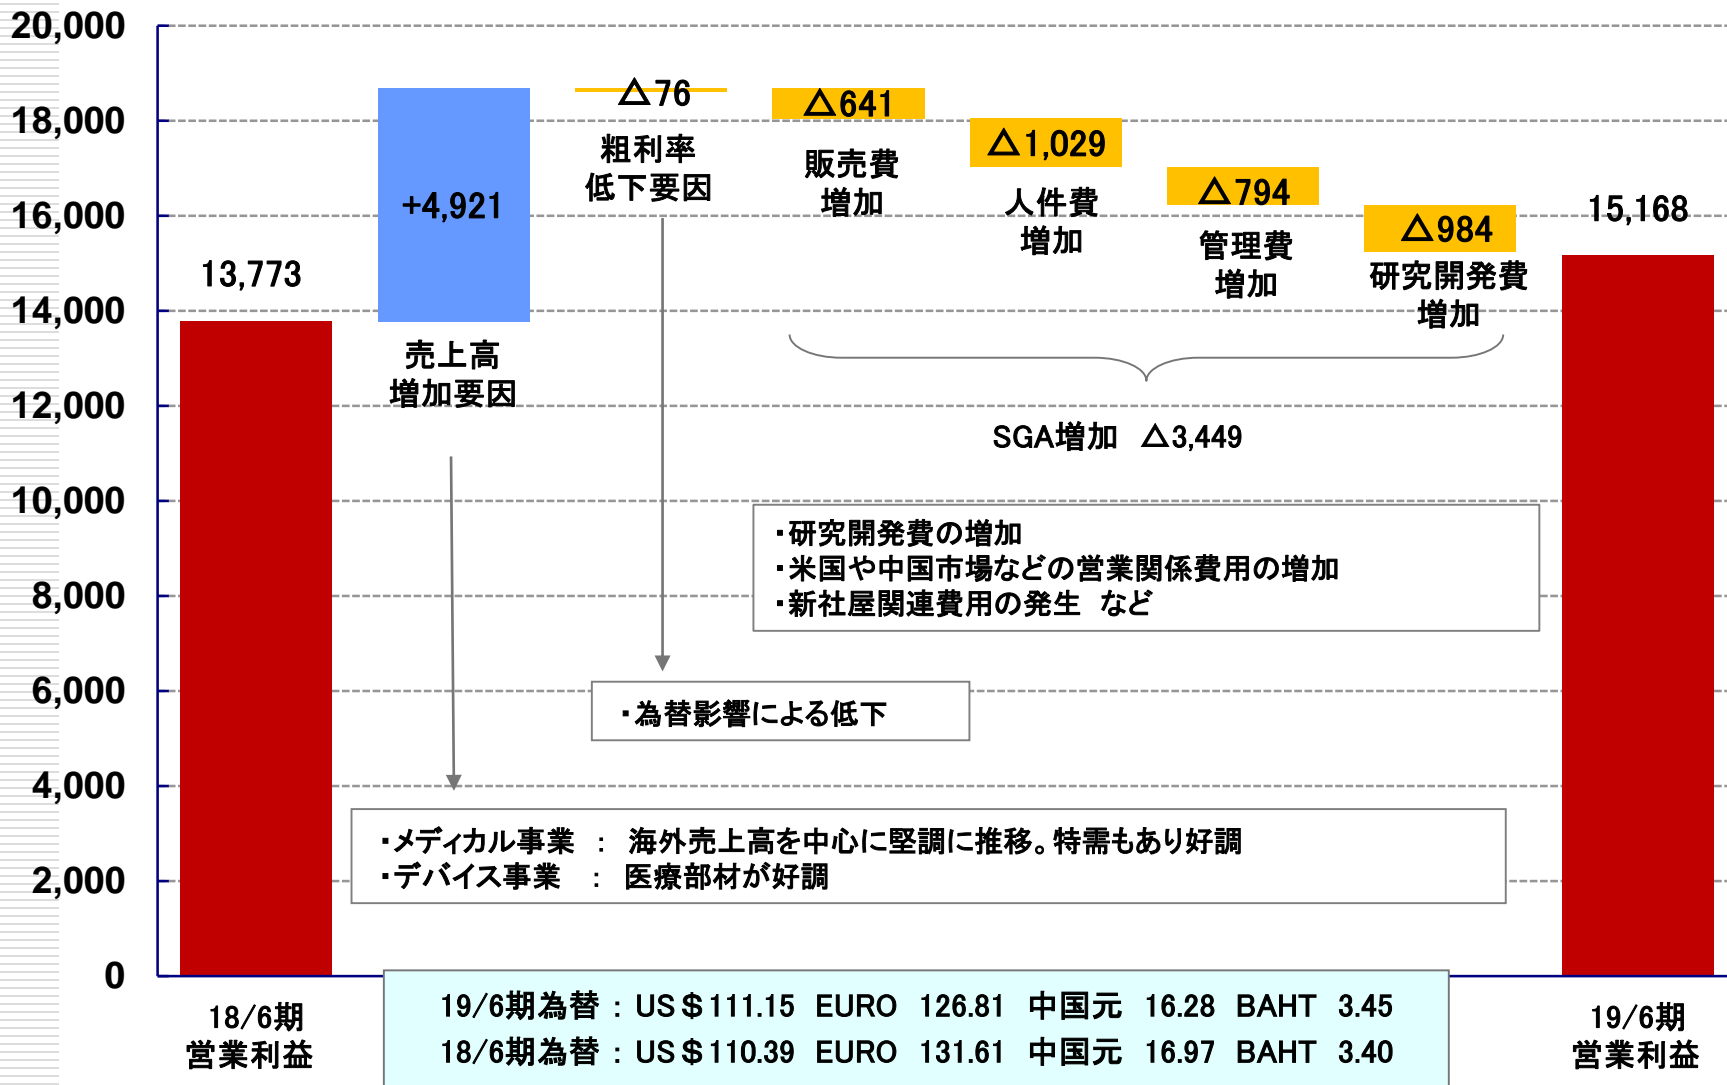 20,000
18,000
16,000
14,000
12,000
10,000
8,000
6,000
4,000
2,000
0
13,773
+4,921
売上高
増加要因
△76
粗利率
低下要因
△641
販売費
増加
△1,029
人件費
増加
△794
管理費
増加
△984
研究開発費
増加
15,168
SGA増加 △3,449
・研究開発費の増加
・米国や中国市場などの営業関係費用の増加
・新社屋関連費用の発生 など
・為替影響による低下
・メディカル事業 : 海外売上高を中心に堅調に推移。特需もあり好調
・デバイス事業 : 医療部材が好調
18/6期
営業利益
19/6期為替 : US$111.15 EURO 126.81 中国元 16.28 BAHT 3.45
18/6期為替 : US$110.39 EURO 131.61 中国元 16.97 BAHT 3.40
19/6期
営業利益